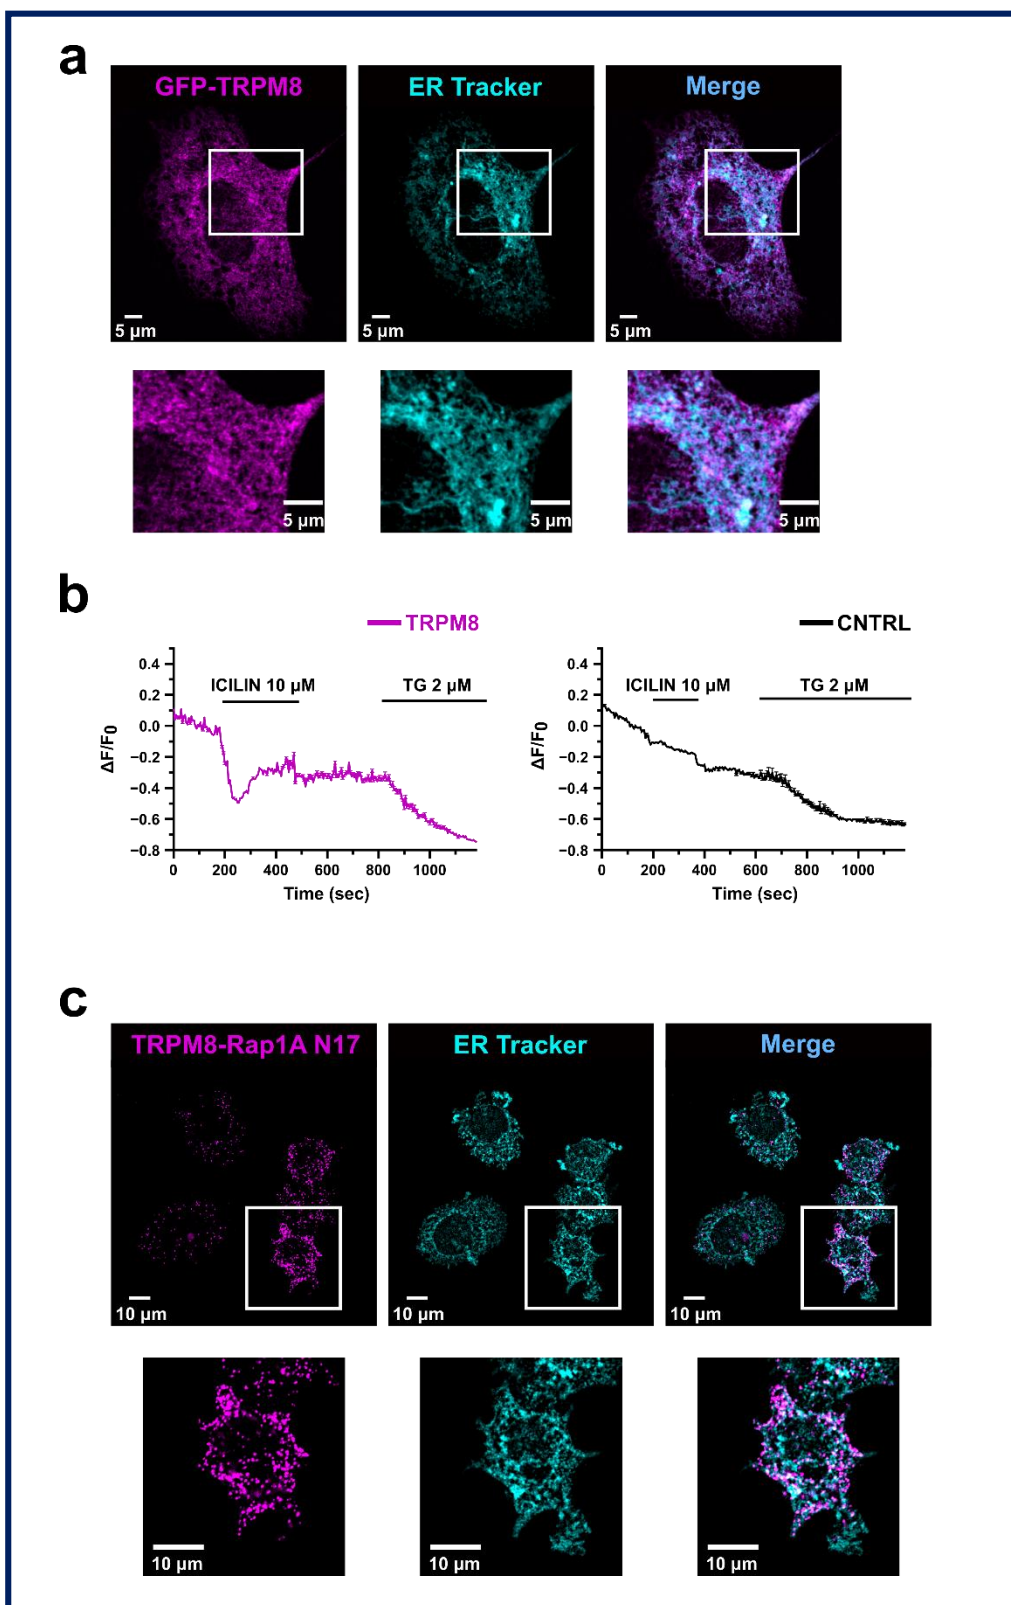 a
GFP-TRPM8
ER Tracker
Merge
5 µm
5 µm
5 µm
5 µm
5 µm
5 µm
b
TRPM8
CNTRL
ICILIN 10 µM
TG 2 µM
ICILIN 10 µM
TG 2 µM
0.4
0.2
0.0
−0.2
−0.4
−0.6
−0.8
ΔF/F0
0 200 400 600 800 1000
Time (sec)
0.4
0.2
0.0
−0.2
−0.4
−0.6
−0.8
ΔF/F0
0 200 400 600 800 1000
Time (sec)
c
TRPM8-Rap1A N17
ER Tracker
Merge
10 µm
10 µm
10 µm
10 µm
10 µm
10 µm